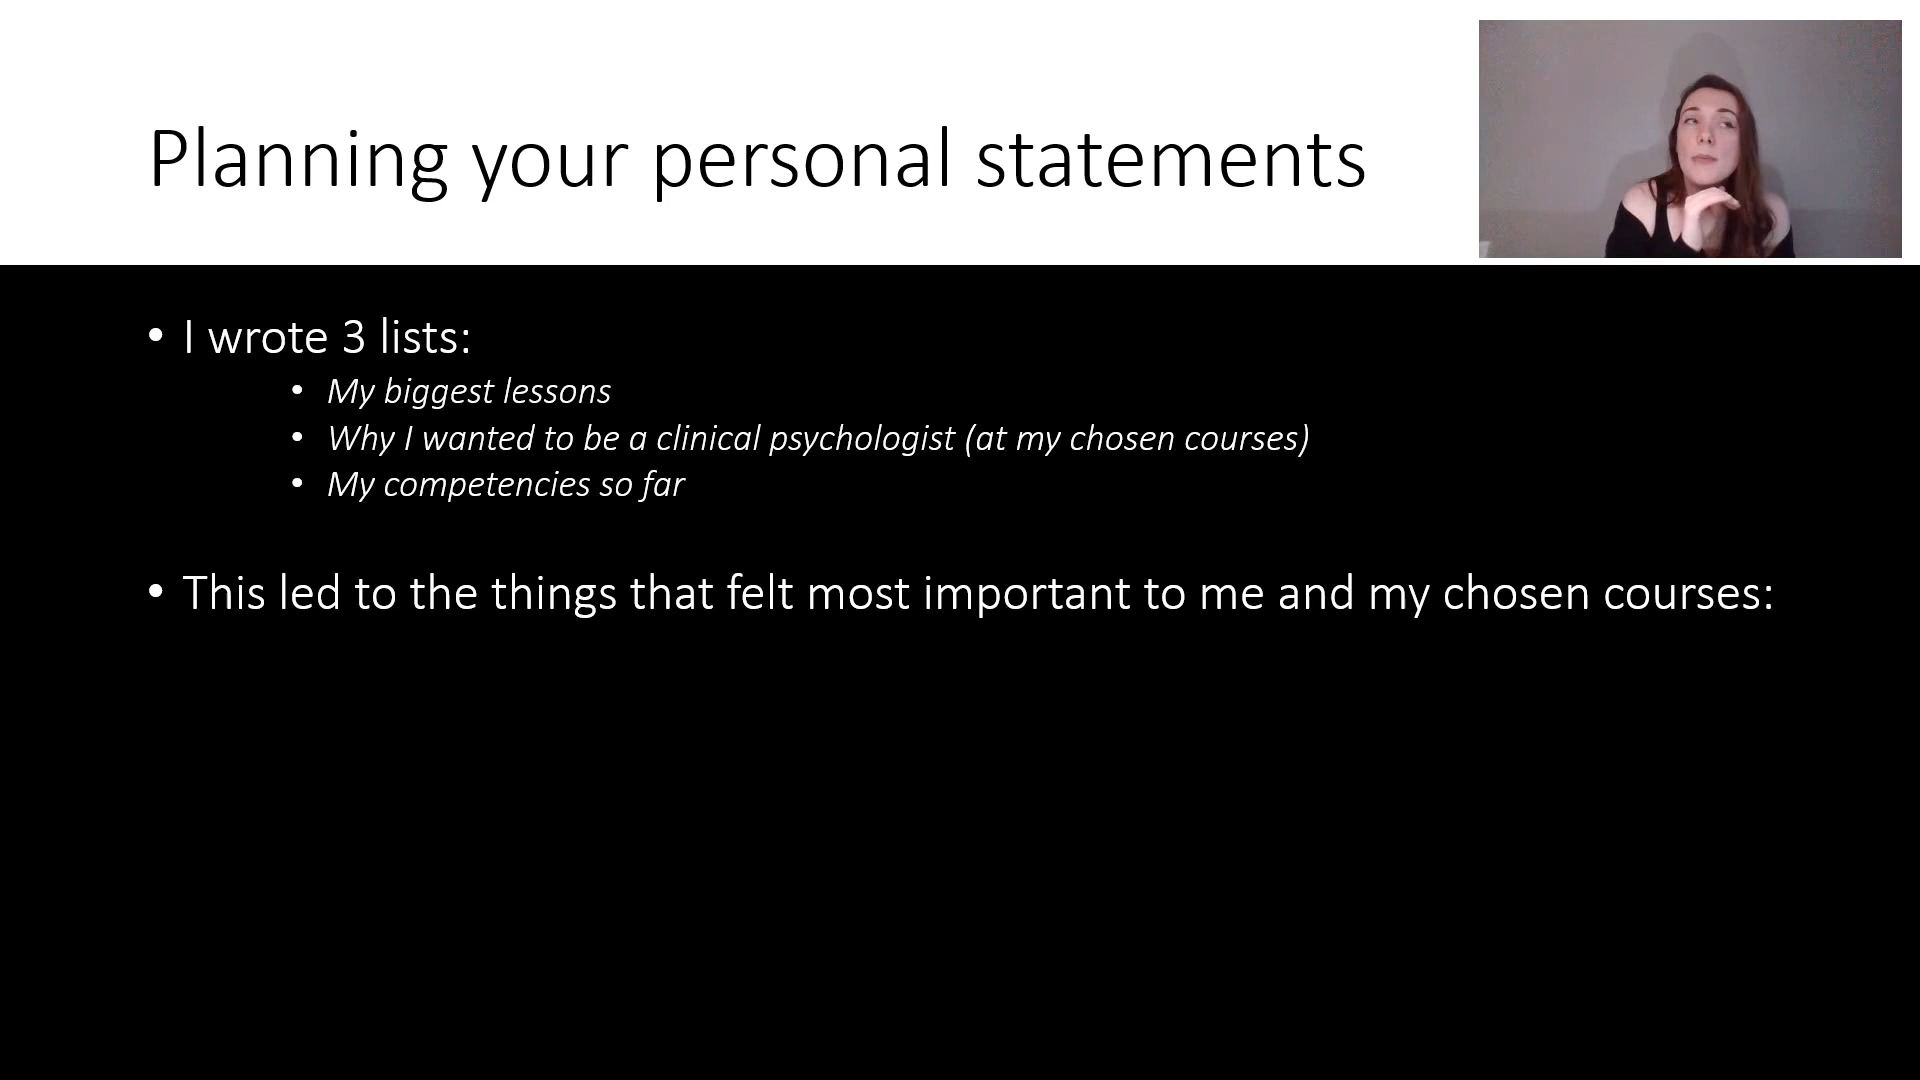 Planning your personal statements
• I wrote 3 lists:
• My biggest lessons
• Why I wanted to be a clinical psychologist (at my chosen courses)
• My competencies so far
• This led to the things that felt most important to me and my chosen courses: